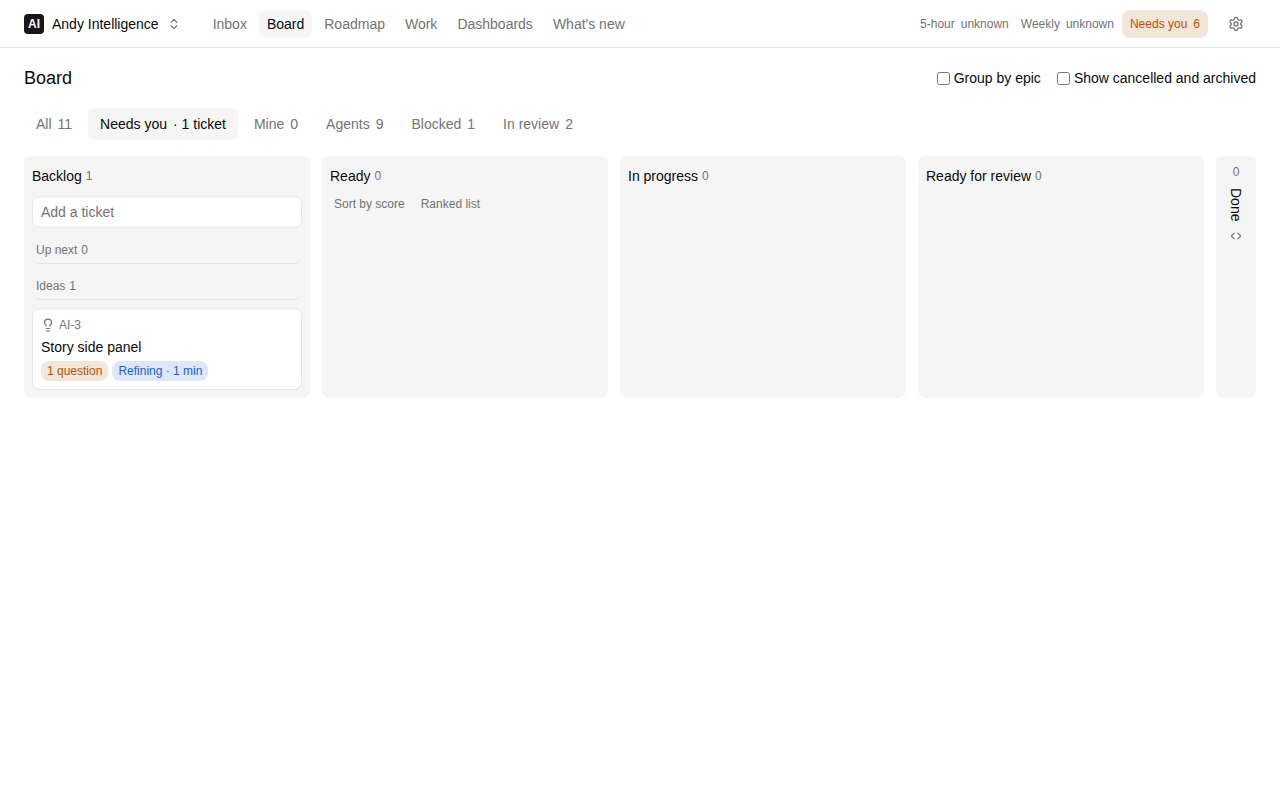 AI Andy Intelligence Inbox Board Roadmap Work Dashboards What's new 5-hour unknown Weekly unknown Needs you 6
Board Group by epic Show cancelled and archived
All 11 Needs you · 1 ticket Mine 0 Agents 9 Blocked 1 In review 2
Backlog 1
Add a ticket
Up next 0
Ideas 1
AI-3
Story side panel
1 question Refining · 1 min
Ready 0
Sort by score Ranked list
In progress 0
Ready for review 0
0
Done